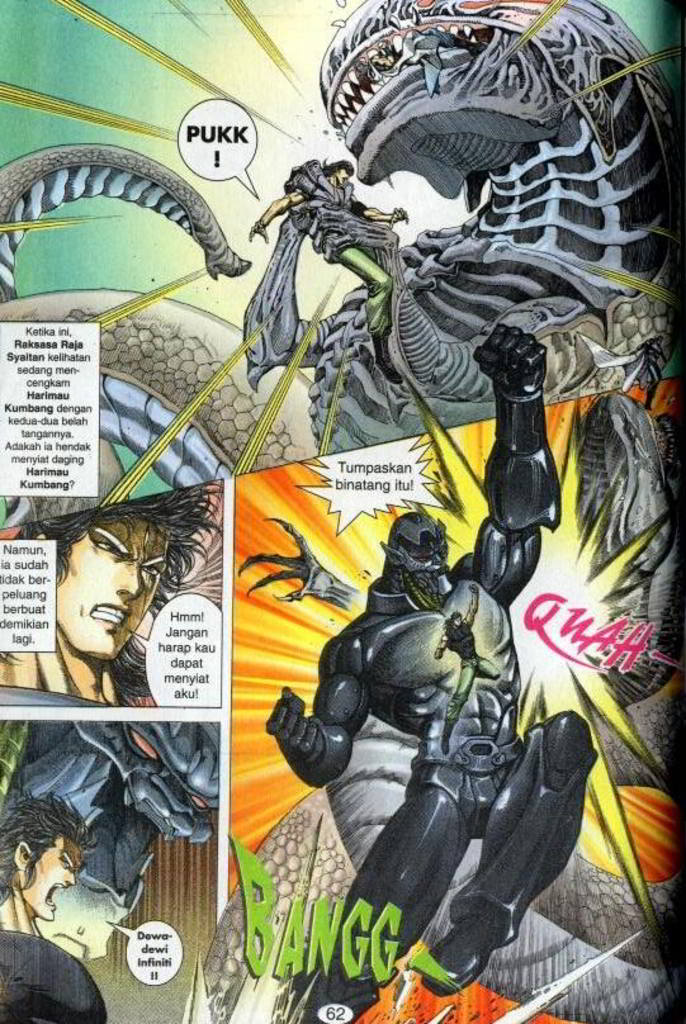 PUKK
!
Ketika ini,
Raksasa Raja
Syaitan kelihatan
sedang men-
cengkam
Harimau
Kumbang dengan
kedua-dua belah
tangannya.
Adakah ia hendak
menyiat daging
Harimau
Kumbang?
Namun,
ia sudah
tidak ber-
peluang
berbuat
demikian
lagi.
Hmm!
Jangan
harap kau
dapat
menyiat
aku!
Tumpaskan
binatang itu!
QUAH
Dewa-
dewi
Infiniti
!!
BANGG
62